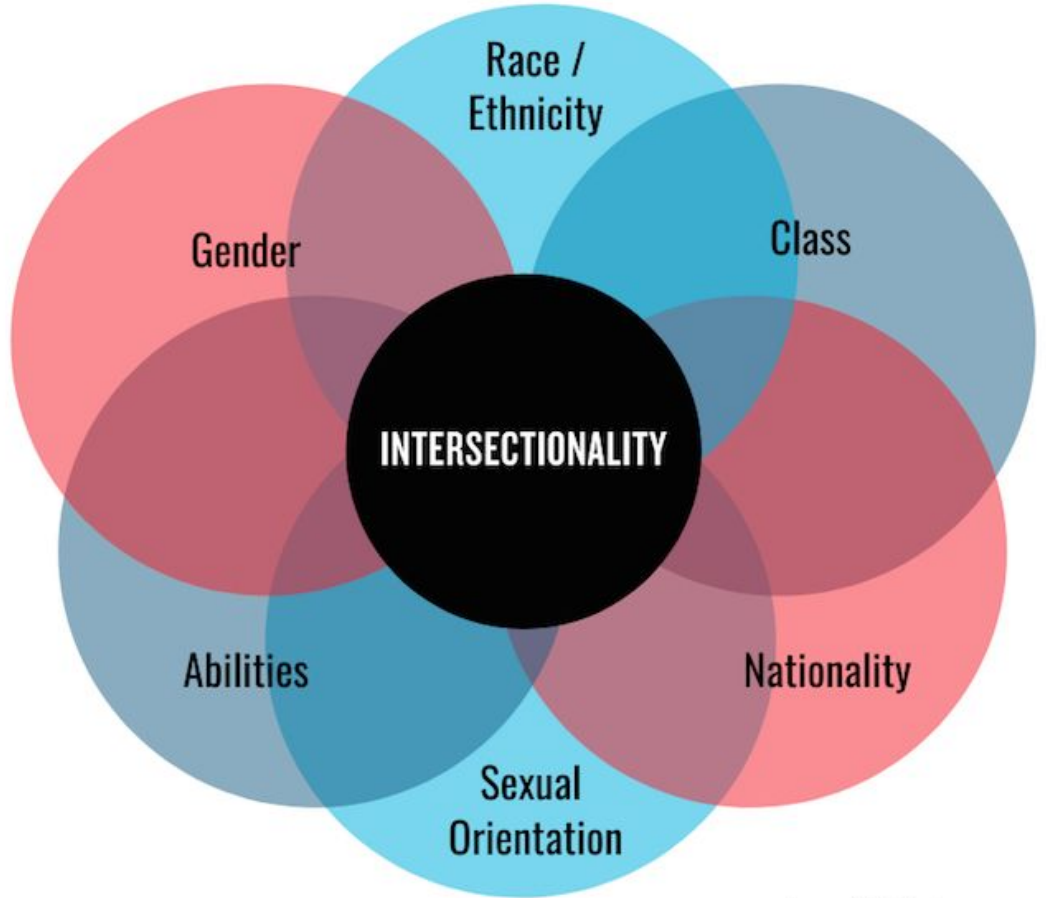 Race /
Ethnicity
Gender
Class
INTERSECTIONALITY
Abilities
Nationality
Sexual
Orientation